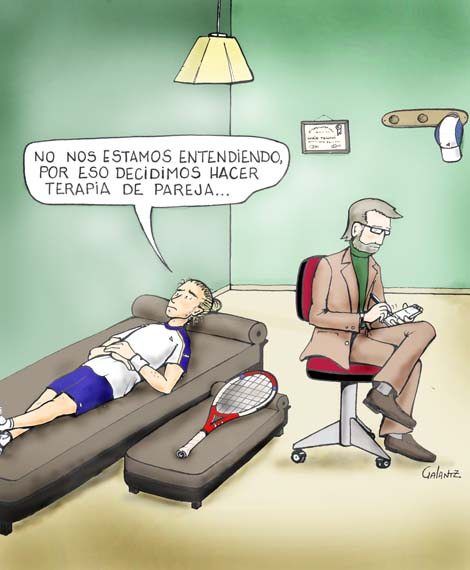 NO NOS ESTAMOS ENTENDIENDO,
POR ESO DECIDIMOS HACER
TERAPIA DE PAREJA...
GALANTZ